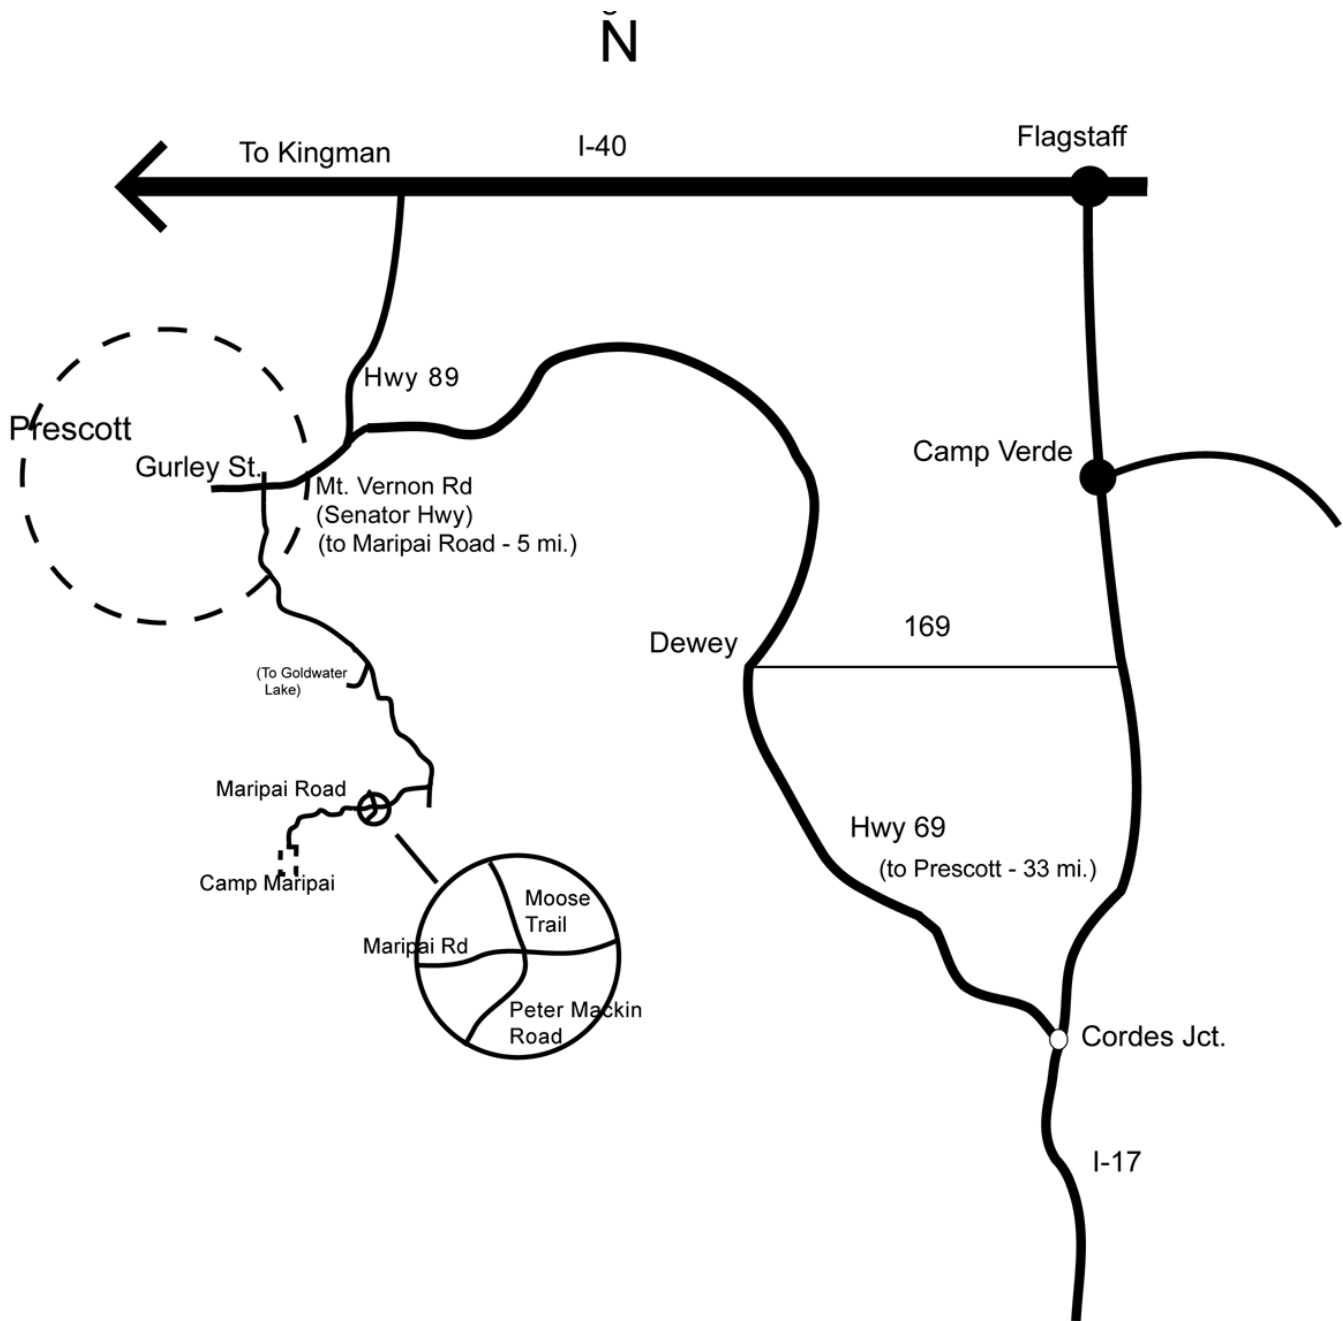 N
To Kingman
I-40
Flagstaff
Hwy 89
Prescott
Gurley St.
Camp Verde
Mt. Vernon Rd
(Senator Hwy)
(to Maripai Road - 5 mi.)
169
Dewey
(To Goldwater
Lake)
Maripai Road
Camp Maripai
Hwy 69
(to Prescott - 33 mi.)
Moose
Trail
Maripai Rd
Peter Mackin
Road
Cordes Jct.
I-17